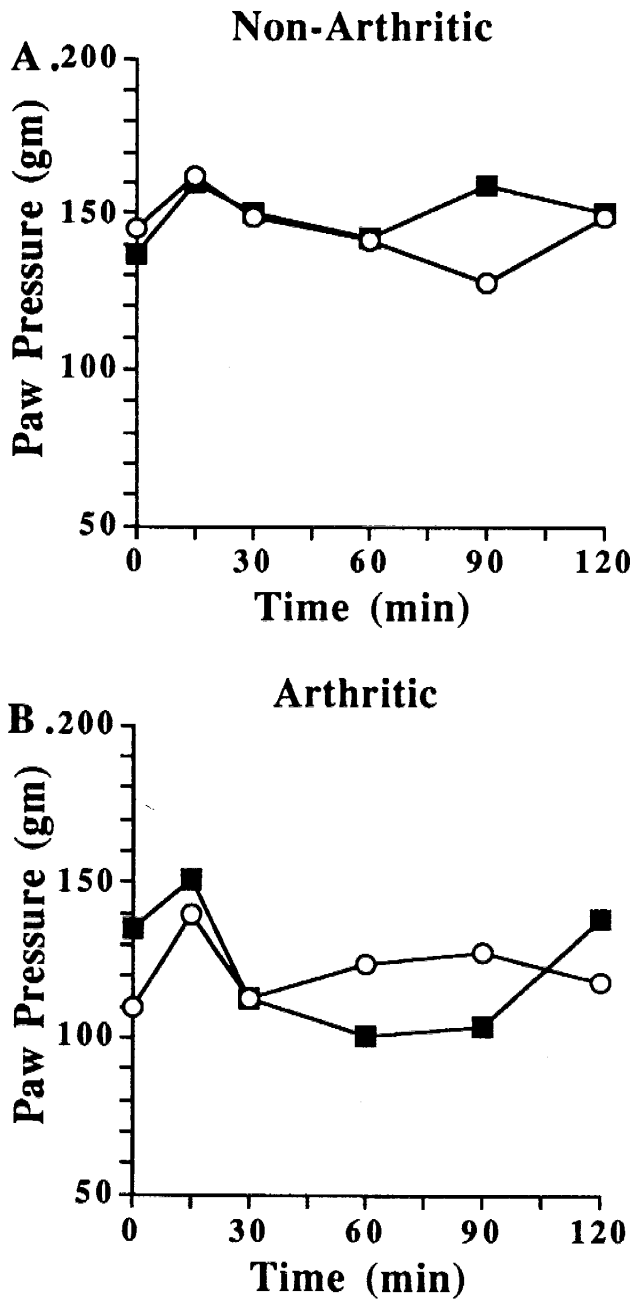 Non-Arthritic
A .200
150
100
50
Paw Pressure (gm)
0 30 60 90 120
Time (min)
Arthritic
B .200
150
100
50
Paw Pressure (gm)
0 30 60 90 120
Time (min)